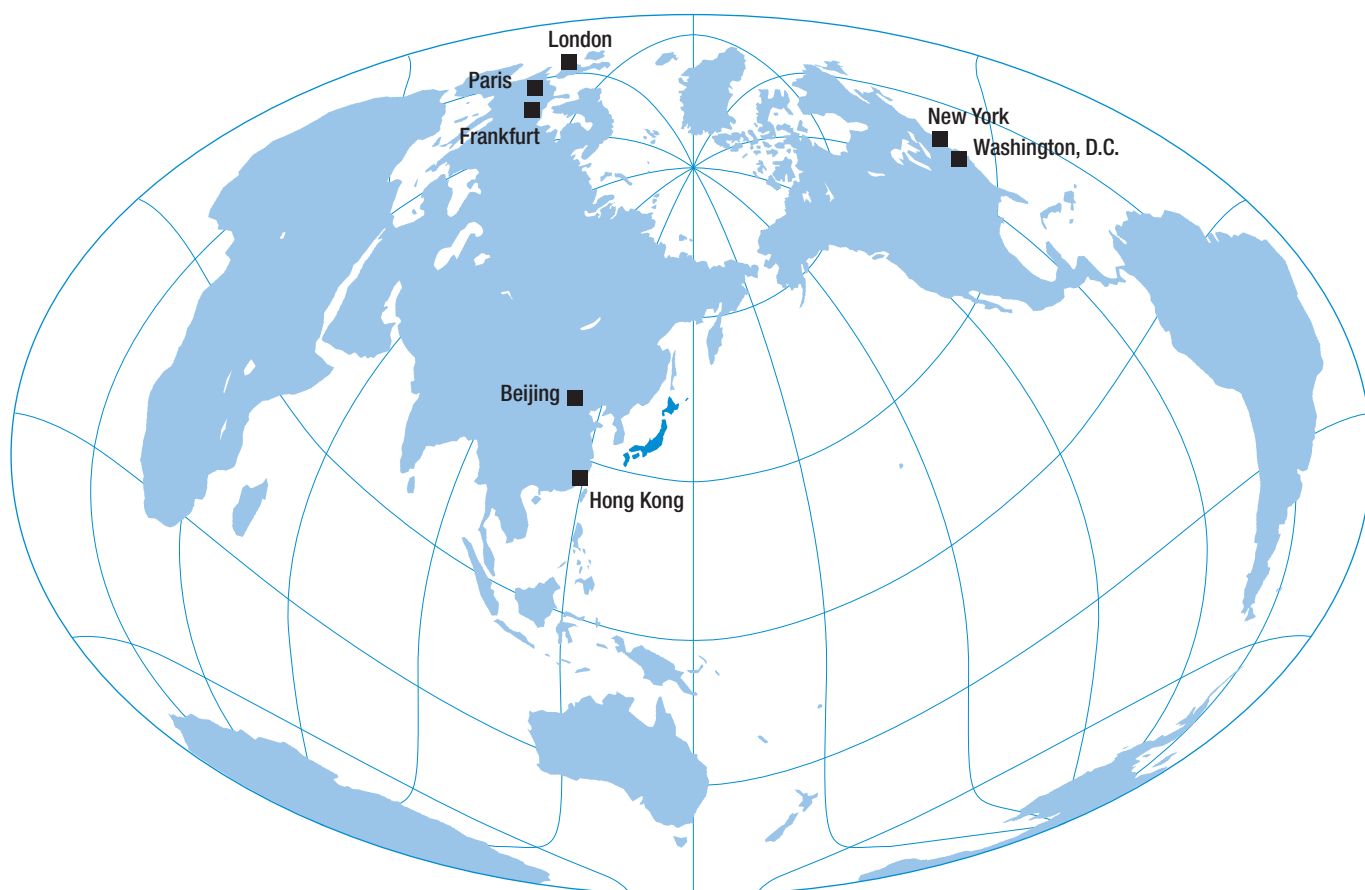 London
Paris
Frankfurt
New York
Washington, D.C.
Beijing
Hong Kong